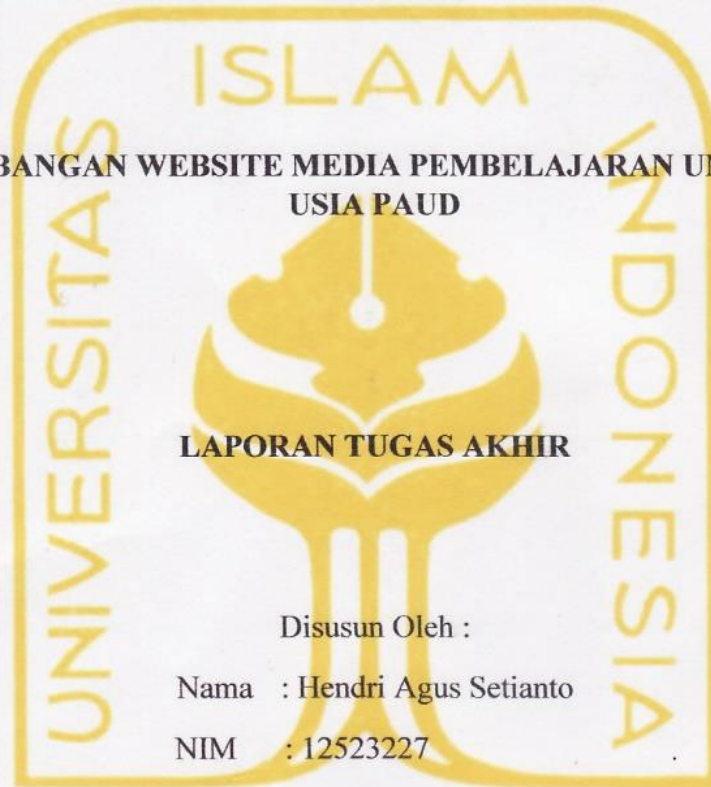 ISLAM
UNIVERSITAS
INDONESIA
BANGAN WEBSITE MEDIA PEMBELAJARAN UN
USIA PAUD
LAPORAN TUGAS AKHIR
Disusun Oleh :
Nama : Hendri Agus Setianto
NIM : 12523227